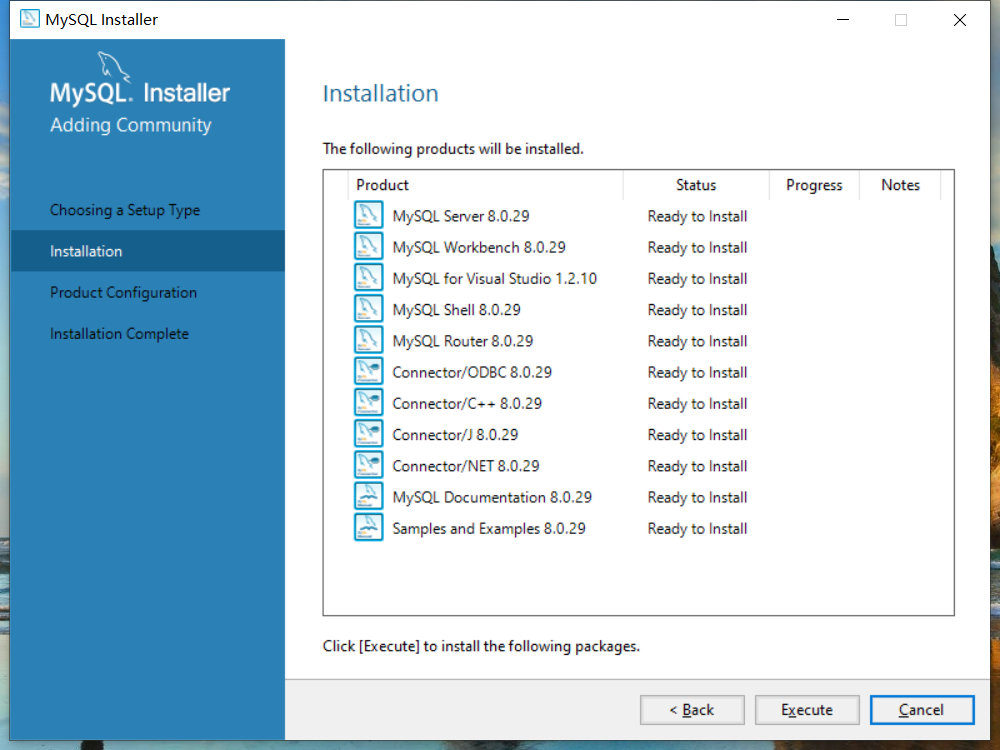 MySQL Installer
MySQL. Installer
Adding Community
Choosing a Setup Type
Installation
Product Configuration
Installation Complete
Installation
The following products will be installed.
Product Status Progress Notes
MySQL Server 8.0.29 Ready to Install
MySQL Workbench 8.0.29 Ready to Install
MySQL for Visual Studio 1.2.10 Ready to Install
MySQL Shell 8.0.29 Ready to Install
MySQL Router 8.0.29 Ready to Install
Connector/ODBC 8.0.29 Ready to Install
Connector/C++ 8.0.29 Ready to Install
Connector/J 8.0.29 Ready to Install
Connector/NET 8.0.29 Ready to Install
MySQL Documentation 8.0.29 Ready to Install
Samples and Examples 8.0.29 Ready to Install
Click [Execute] to install the following packages.
< Back Execute Cancel